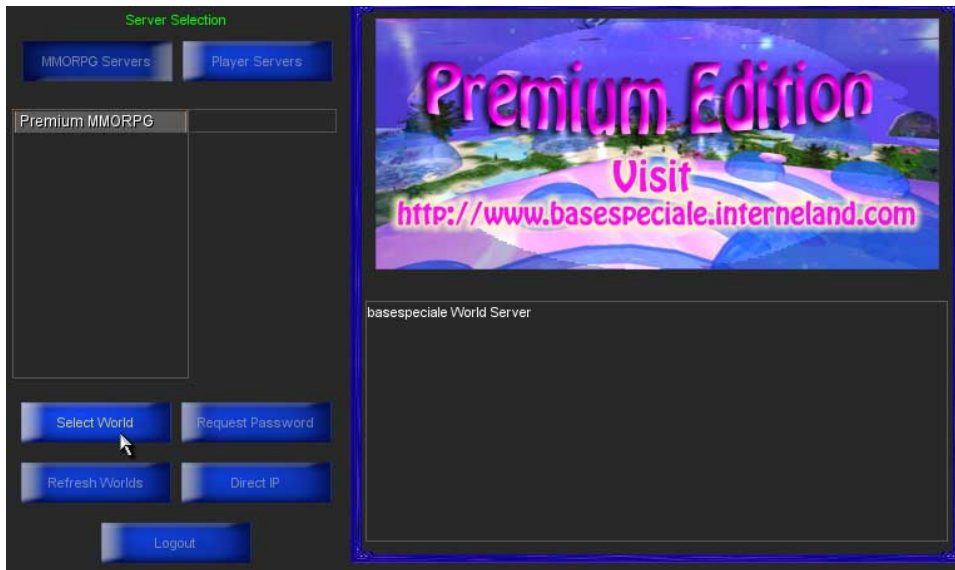 Server Selection
MMORPG Servers
Player Servers
Premium MMORPG
Select World
Request Password
Refresh Worlds
Direct IP
Logout
Premium Edition
Visit
http://www.basespeciale.interneland.com
basespeciale World Server